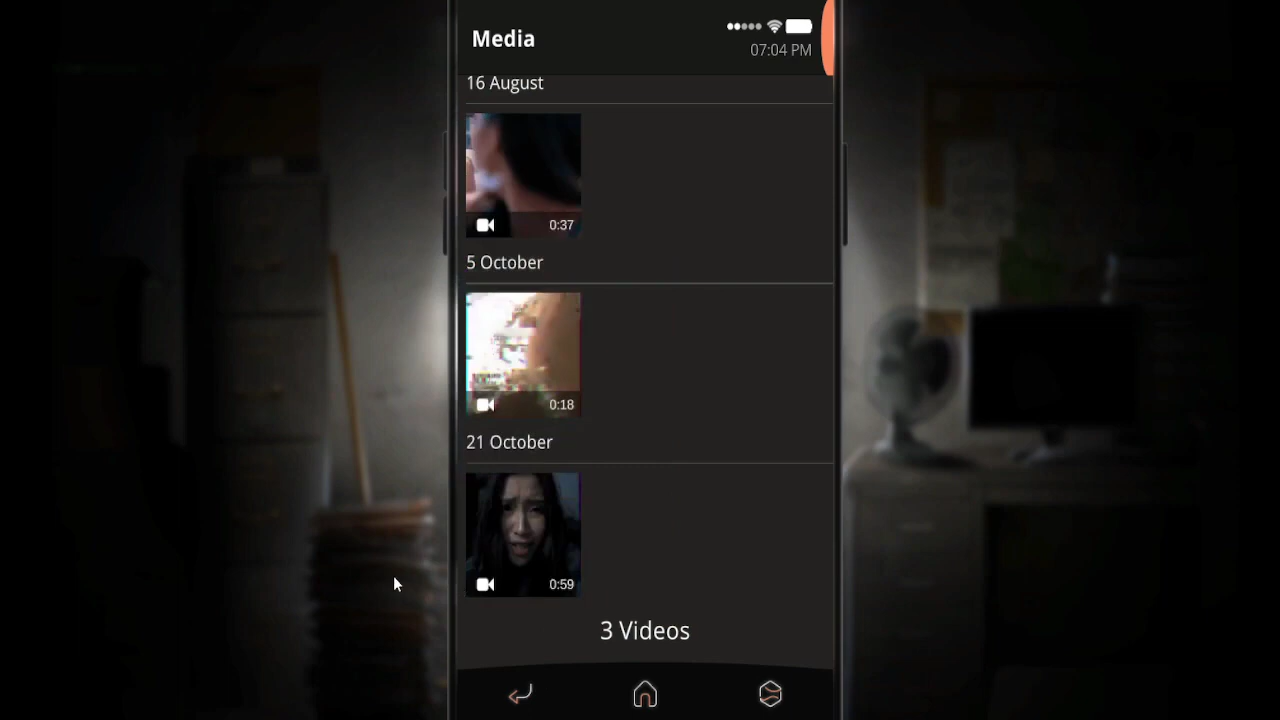 Media
07:04 PM
16 August
0:37
5 October
0:18
21 October
0:59
3 Videos